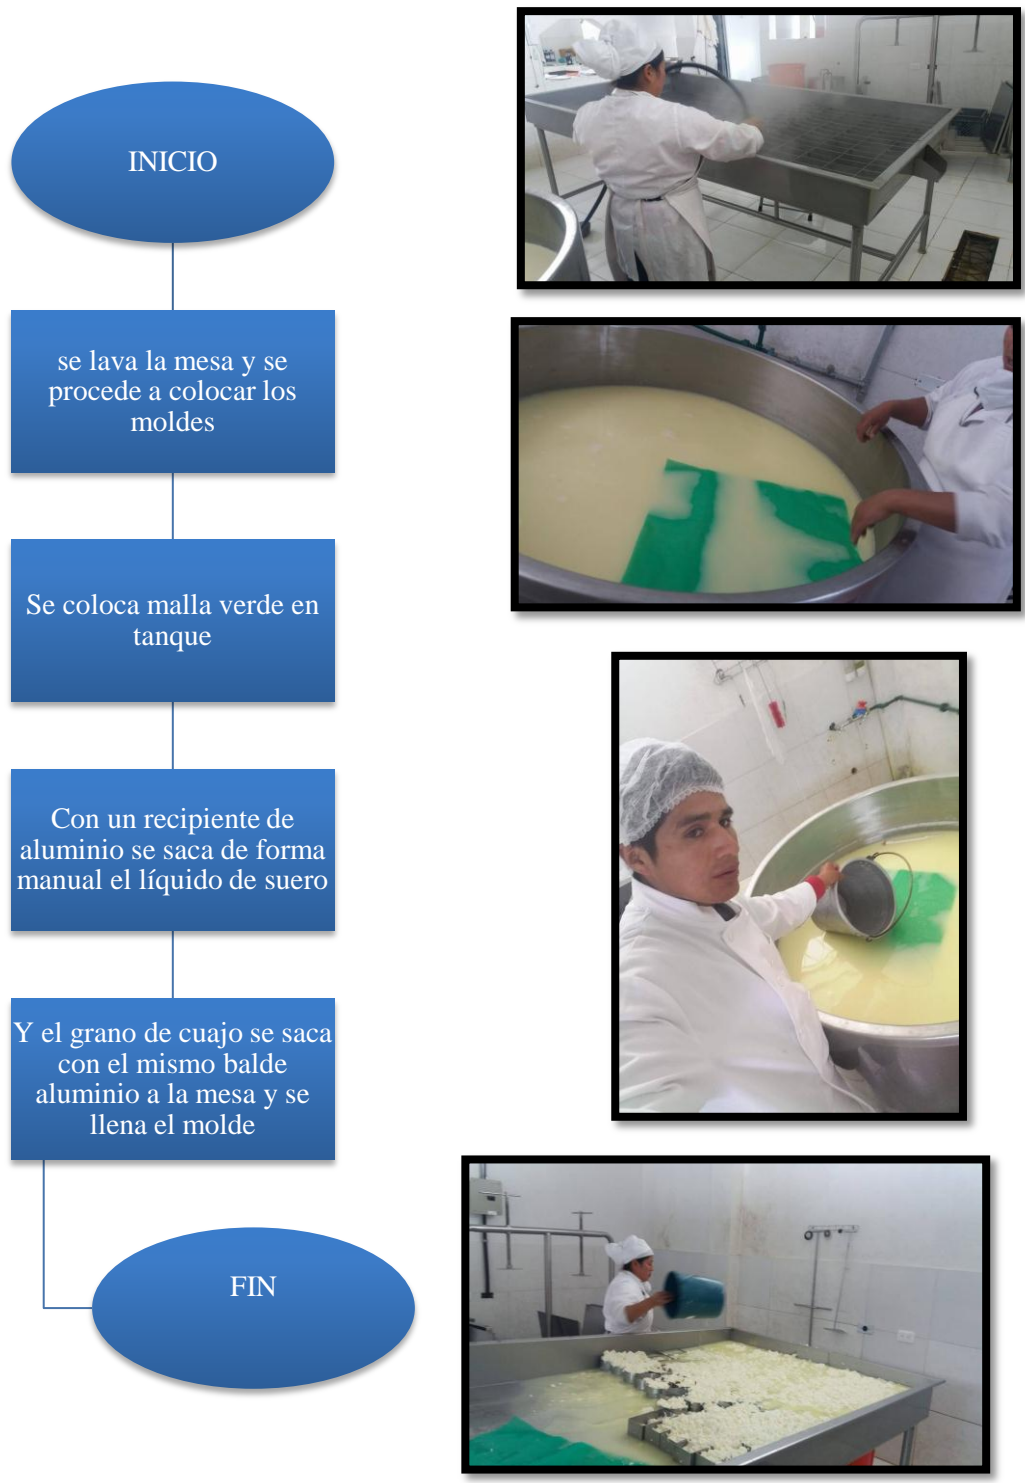 INICIO
se lava la mesa y se
procede a colocar los
moldes
Se coloca malla verde en
tanque
Con un recipiente de
aluminio se saca de forma
manual el líquido de suero
Y el grano de cuajo se saca
con el mismo balde
aluminio a la mesa y se
llena el molde
FIN